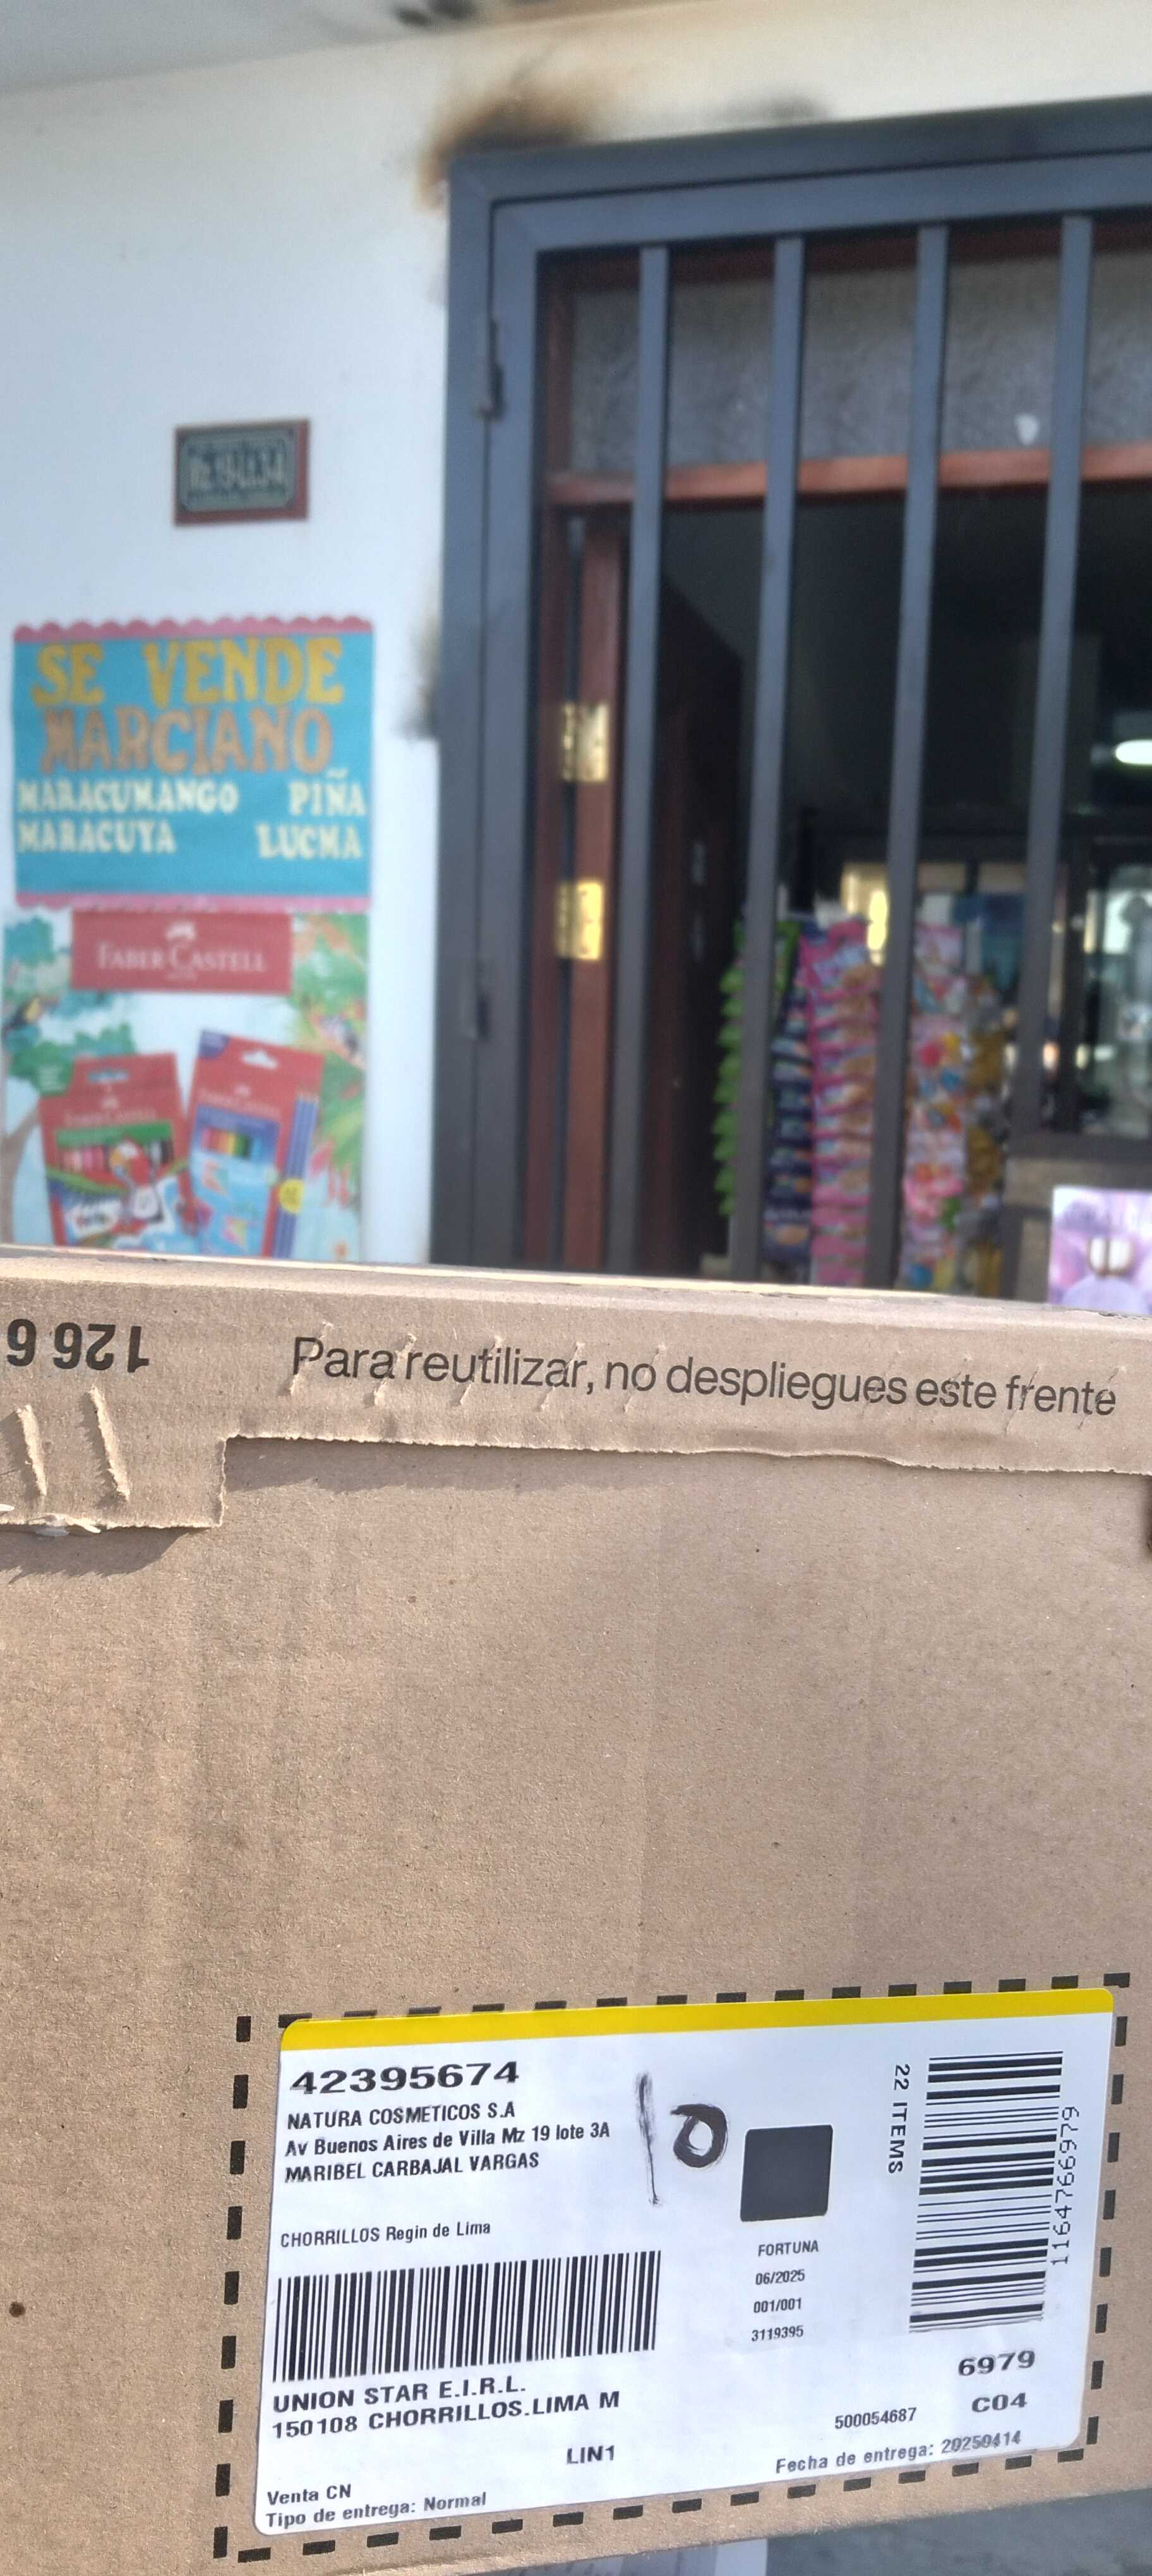 SE VENDE
MARCIANO
MARACUMANGO PIÑA
MARACUYA LUCMA
FABER-CASTELL
126 6
Para reutilizar, no despliegues este frente
42395674
NATURA COSMETICOS S.A
Av Buenos Aires de Villa Mz 19 lote 3A
MARIBEL CARBAJAL VARGAS
CHORRILLOS Regin de Lima
10
22 ITEMS
1164766979
FORTUNA
06/2025
001/001
3119395
UNION STAR E.I.R.L.
150108 CHORRILLOS.LIMA M
LIN1
6979
C04
500054687
Fecha de entrega: 20250414
Venta CN
Tipo de entrega: Normal